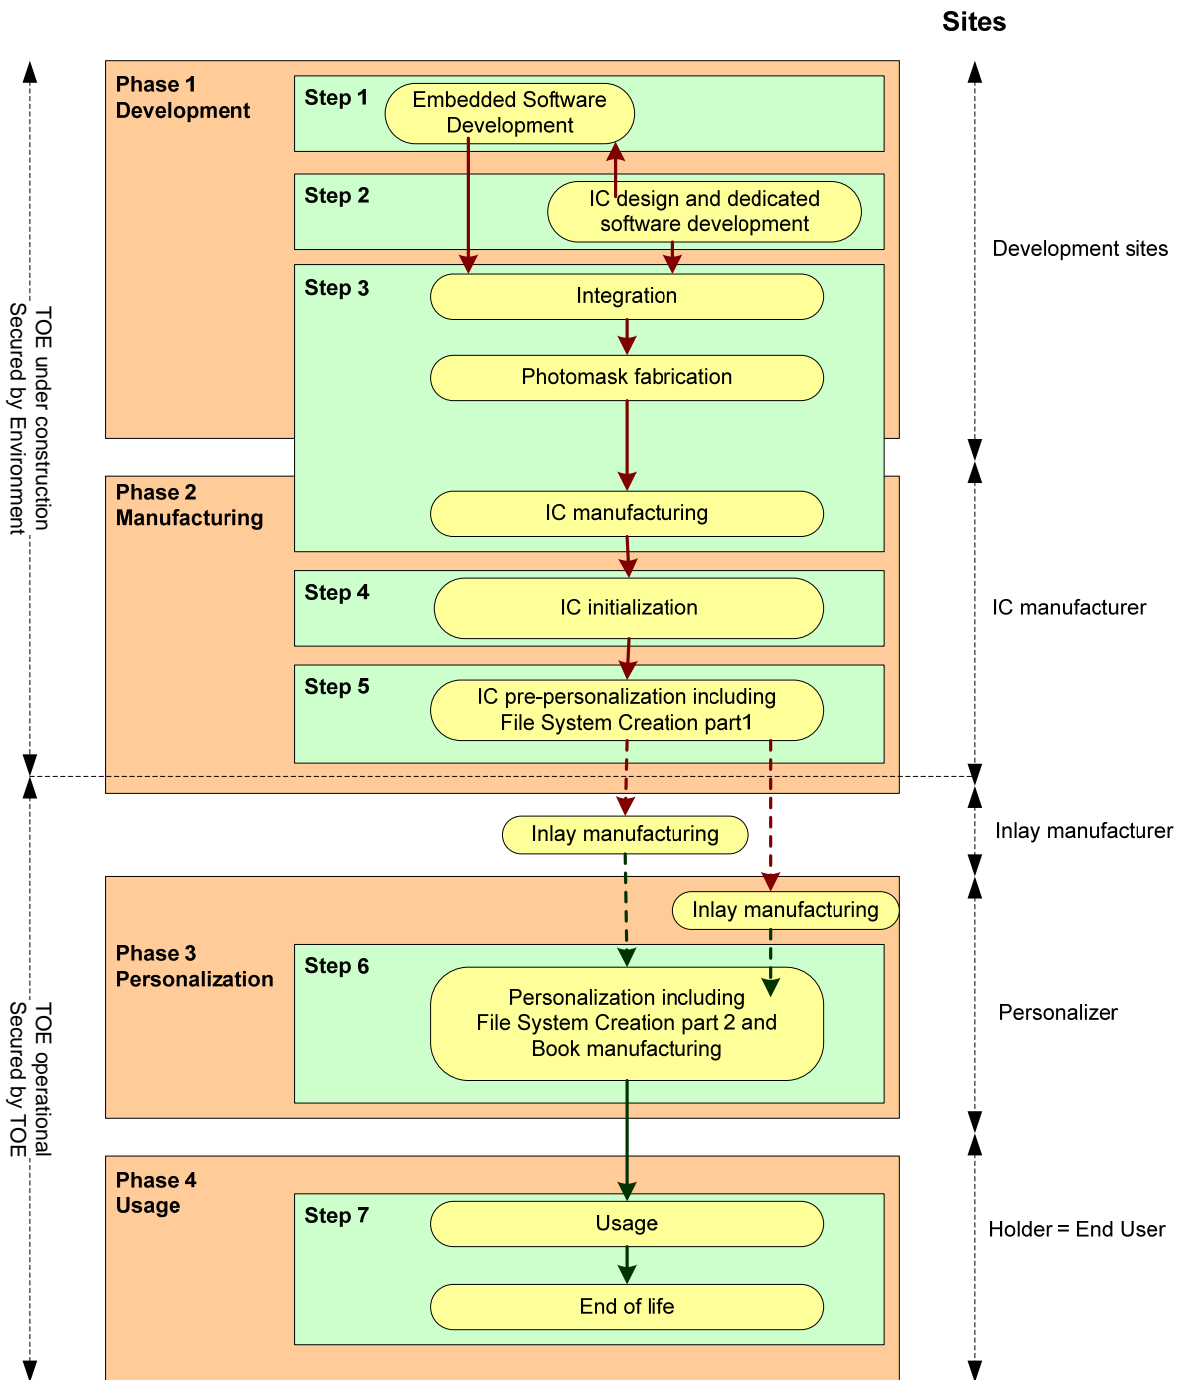 Sites
Phase 1
Development
Step 1
Embedded Software
Development
Step 2
IC design and dedicated
software development
Development sites
Step 3
Integration
Photomask fabrication
TOE under construction
Secured by Environment
Phase 2
Manufacturing
IC manufacturing
Step 4
IC initialization
IC manufacturer
Step 5
IC pre-personalization including
File System Creation part1
Inlay manufacturing
Inlay manufacturer
Inlay manufacturing
Phase 3
Personalization
Step 6
Personalization including
File System Creation part 2 and
Book manufacturing
Personalizer
TOE operational
Secured by TOE
Phase 4
Usage
Step 7
Usage
Holder = End User
End of life